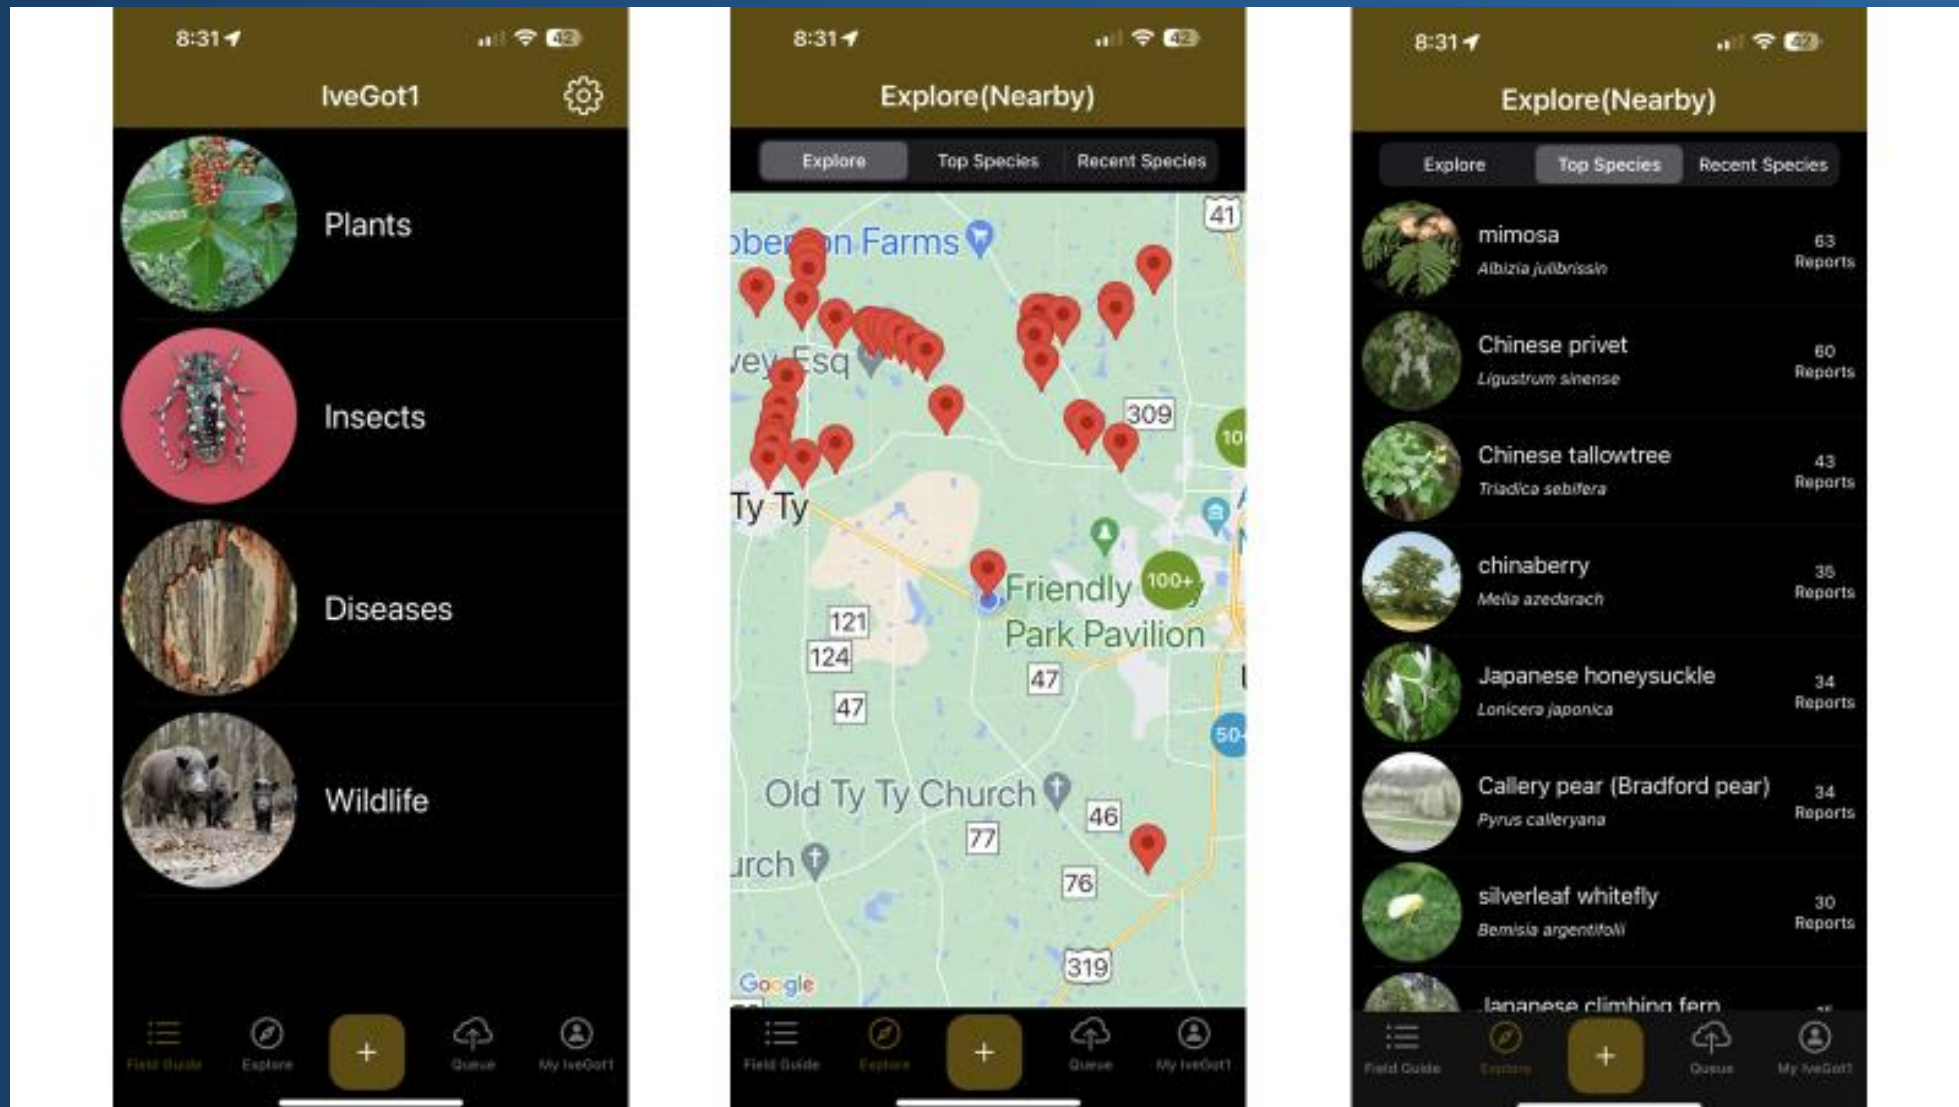 8:31
42
IveGot1
Plants
Insects
Diseases
Wildlife
Field Guide
Explore
+
Queue
My IveGot1
8:31
42
Explore(Nearby)
Explore
Top Species
Recent Species
41
Farms
Esq
309
Ty Ty
100+
Friendly
Park Pavilion
121
124
47
47
Old Ty Ty Church
46
77
76
319
Google
Field Guide
Explore
+
Queue
My IveGot1
8:31
42
Explore(Nearby)
Explore
Top Species
Recent Species
mimosa
Albizia julibrissin
63
Reports
Chinese privet
Ligustrum sinense
60
Reports
Chinese tallowtree
Triadica sebifera
43
Reports
chinaberry
Melia azedarach
35
Reports
Japanese honeysuckle
Lonicera japonica
34
Reports
Callery pear (Bradford pear)
Pyrus calleryana
34
Reports
silverleaf whitefly
Bemisia argentifolii
30
Reports
Japanese climbing fern
Field Guide
Explore
+
Queue
My IveGot1